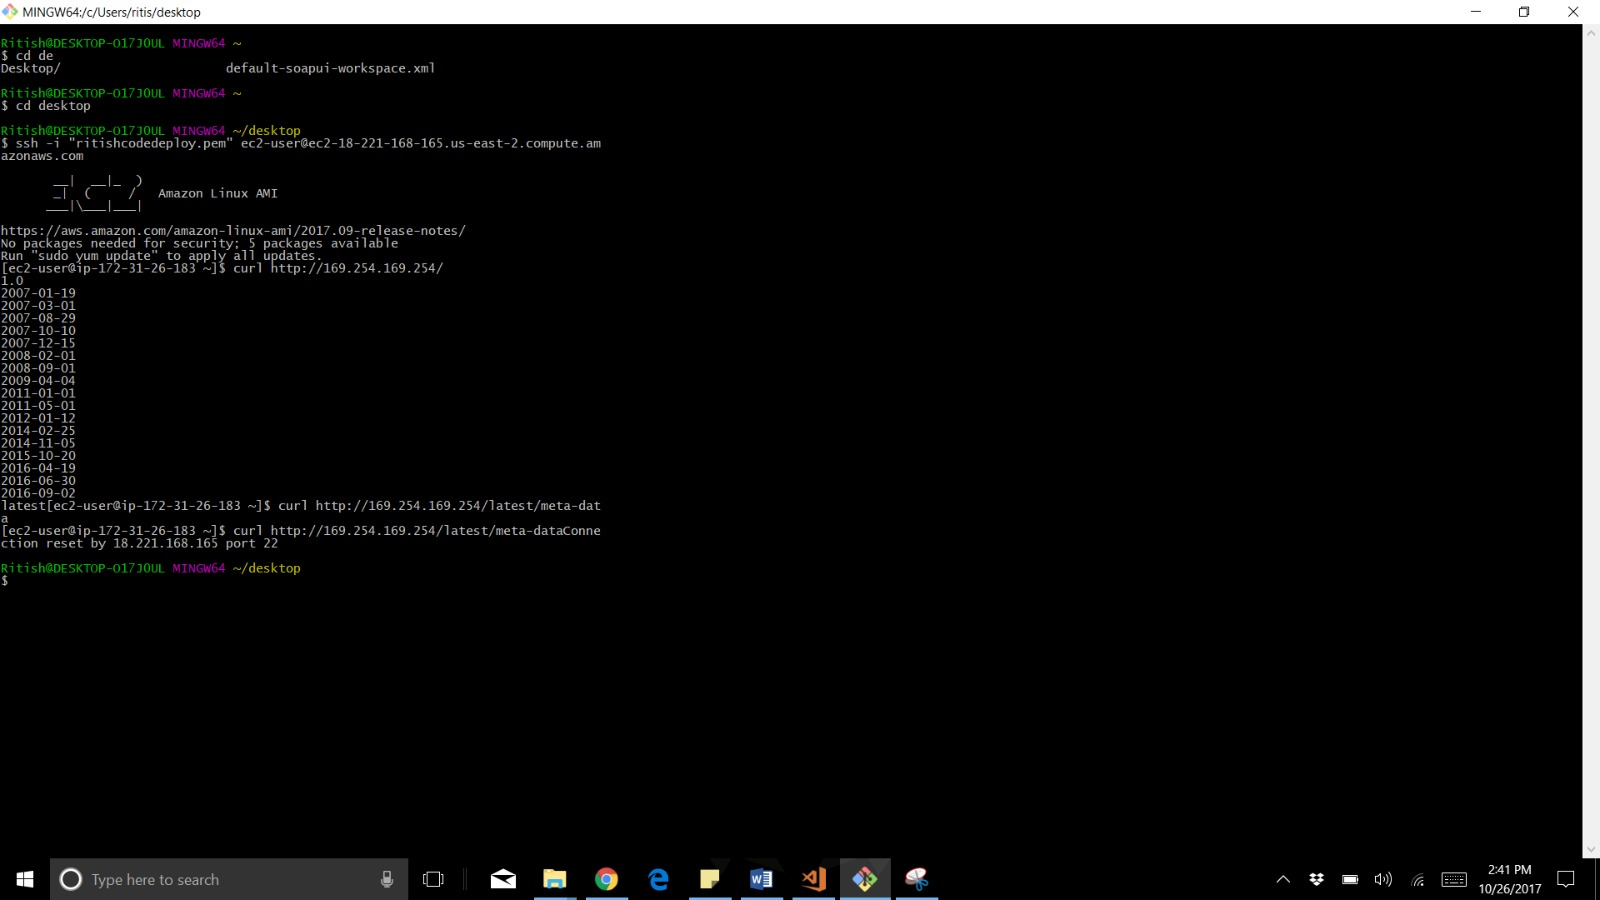 MINGW64:/c/Users/ritis/desktop
Ritish@DESKTOP-O17JOUL MINGW64 ~
$ cd de
Desktop/                      default-soapui-workspace.xml
Ritish@DESKTOP-O17JOUL MINGW64 ~
$ cd desktop
Ritish@DESKTOP-O17JOUL MINGW64 ~/desktop
$ ssh -i "ritishcodedeploy.pem" ec2-user@ec2-18-221-168-165.us-east-2.compute.am
azonaws.com
       __|  __|_  )
       _|  (     /   Amazon Linux AMI
      ___|\___|___|
https://aws.amazon.com/amazon-linux-ami/2017.09-release-notes/
No packages needed for security; 5 packages available
Run "sudo yum update" to apply all updates.
[ec2-user@ip-172-31-26-183 ~]$ curl http://169.254.169.254/
1.0
2007-01-19
2007-03-01
2007-08-29
2007-10-10
2007-12-15
2008-02-01
2008-09-01
2009-04-04
2011-01-01
2011-05-01
2012-01-12
2014-02-25
2014-11-05
2015-10-20
2016-04-19
2016-06-30
2016-09-02
latest[ec2-user@ip-172-31-26-183 ~]$ curl http://169.254.169.254/latest/meta-dat
a
[ec2-user@ip-172-31-26-183 ~]$ curl http://169.254.169.254/latest/meta-dataConne
ction reset by 18.221.168.165 port 22
Ritish@DESKTOP-O17JOUL MINGW64 ~/desktop
$
Type here to search
2:41 PM
10/26/2017